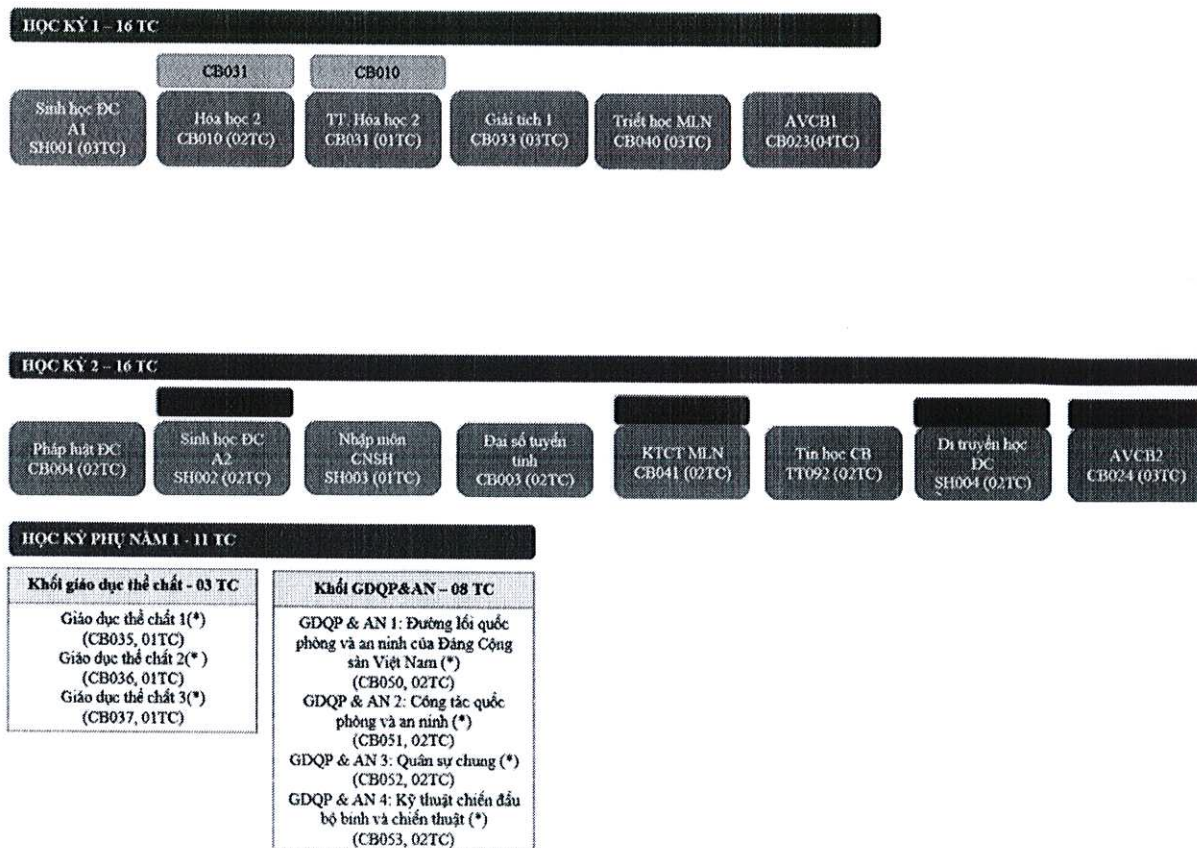 HỌC KỲ 1 – 16 TC
CB031
CB010
Sinh học ĐC
A1
SH001 (03TC)
Hóa học 2
CB010 (02TC)
TT. Hóa học 2
CB031 (01TC)
Giải tích 1
CB033 (03TC)
Triết học MLN
CB040 (03TC)
AVCB1
CB023(04TC)
HỌC KỲ 2 – 16 TC
Pháp luật ĐC
CB004 (02TC)
Sinh học ĐC
A2
SH002 (02TC)
Nhập môn
CNSH
SH003 (01TC)
Đại số tuyến
tính
CB003 (02TC)
KTCT MLN
CB041 (02TC)
Tin học CB
TT092 (02TC)
Di truyền học
ĐC
SH004 (02TC)
AVCB2
CB024 (03TC)
HỌC KỲ PHỤ NĂM 1 - 11 TC
Khối giáo dục thể chất - 03 TC
Giáo dục thể chất 1(*)
(CB035, 01TC)
Giáo dục thể chất 2(* )
(CB036, 01TC)
Giáo dục thể chất 3(*)
(CB037, 01TC)
Khối GDQP&AN – 08 TC
GDQP & AN 1: Đường lối quốc
phòng và an ninh của Đảng Cộng
sản Việt Nam (*)
(CB050, 02TC)
GDQP & AN 2: Công tác quốc
phòng và an ninh (*)
(CB051, 02TC)
GDQP & AN 3: Quân sự chung (*)
(CB052, 02TC)
GDQP & AN 4: Kỹ thuật chiến đấu
bộ binh và chiến thuật (*)
(CB053, 02TC)